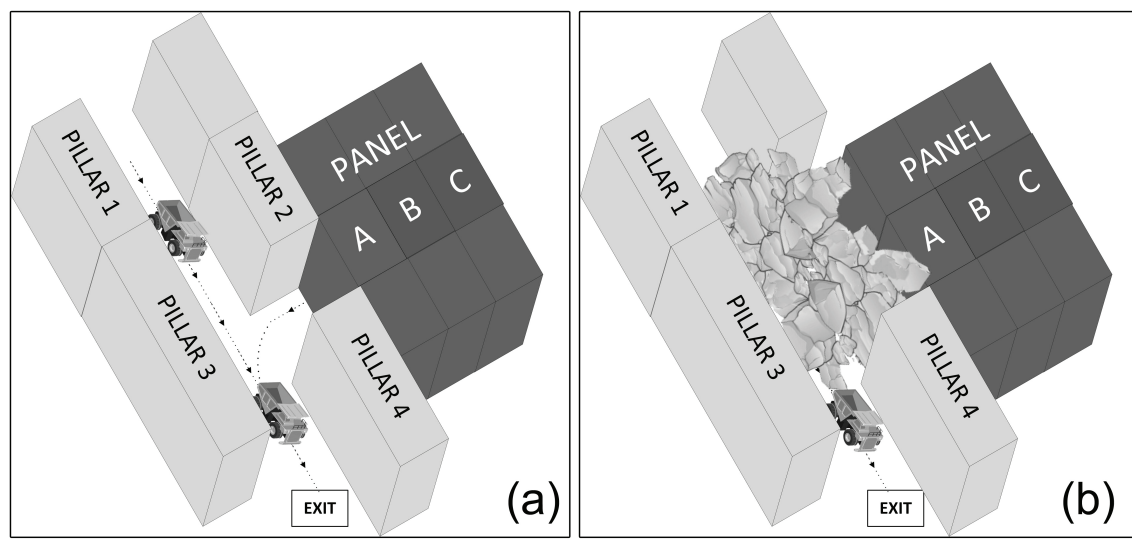 PILLAR 1
PILLAR 2
PANEL
A
B
C
PILLAR 3
PILLAR 4
EXIT
(a)
PILLAR 1
PANEL
A
B
C
PILLAR 3
PILLAR 4
EXIT
(b)